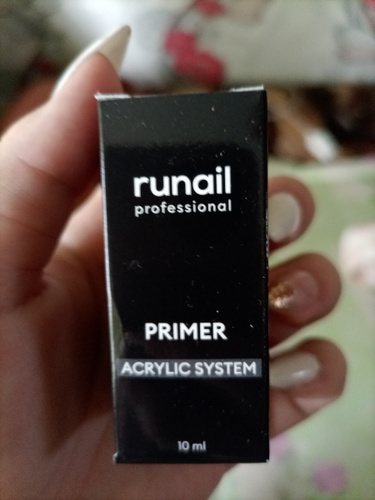 runail
professional
PRIMER
ACRYLIC SYSTEM
10 ml